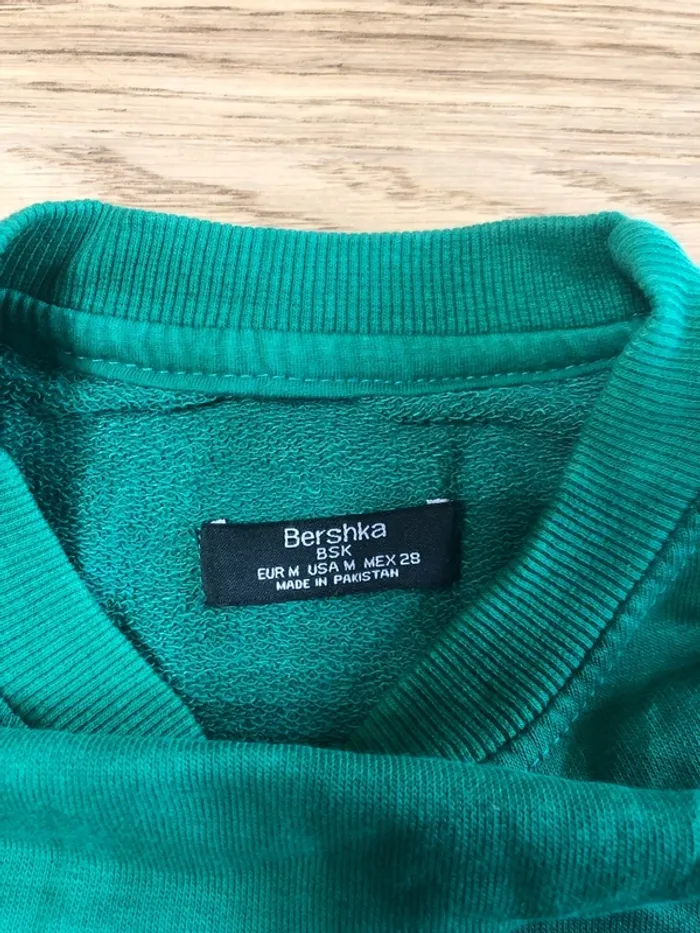 Bershka
BSK
EUR M USA M MEX 28
MADE IN PAKISTAN